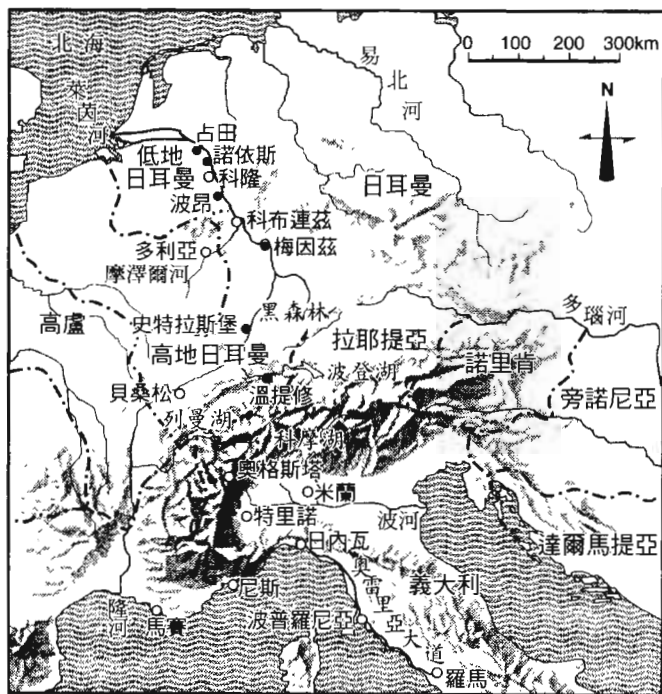 北海
0 100 200 300km
易北河
萊茵河
N
占田
低地日耳曼
諾依斯
科隆
日耳曼
波昂
科布連茲
多利亞
梅因茲
摩澤爾河
黑森林
多瑙河
高盧
史特拉斯堡
拉耶提亞
高地日耳曼
波登湖
諾里肯
貝桑松
溫提修
旁諾尼亞
列曼湖
科摩湖
奧格斯塔
米蘭
特里諾
波河
日內瓦
達爾馬提亞
奧雷里亞大道
義大利
尼斯
隆河
馬賽
波普羅尼亞
羅馬